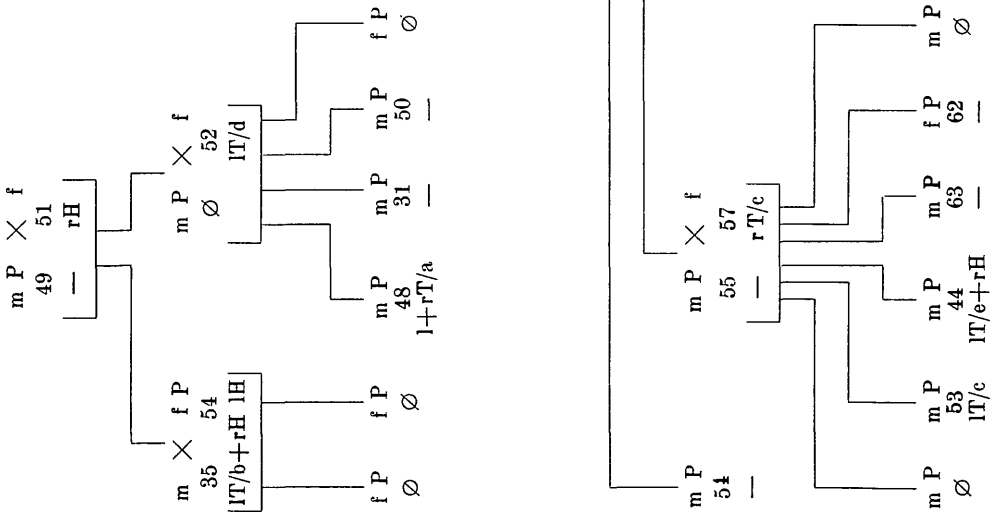 m P × f
49 51
— rH
m × f P m P × f
35 54 Ø 52
lT/b+rH lH lT/d
f P f P m P m P m P f P
Ø Ø 48 31 50 Ø
l+rT/a — —
m P m P × f
54 55 57
— — rT/c
m P m P m P m P f P m P
Ø 53 44 63 62 Ø
lT/c lT/e+rH — —